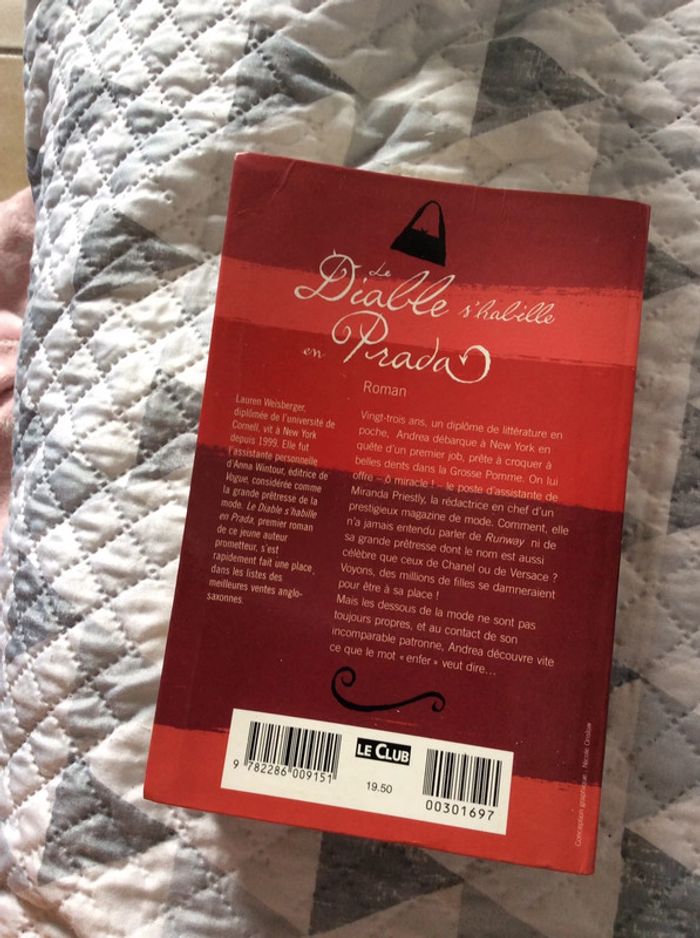 Le
Diable s'habille
en Prada
Roman
Lauren Weisberger,
diplômée de l'université de
Cornell, vit à New York
depuis 1999. Elle fut
l'assistante personnelle
d'Anna Wintour, éditrice de
Vogue, considérée comme
la grande prêtresse de la
mode. Le Diable s'habille
en Prada, premier roman
de ce jeune auteur
prometteur, s'est
rapidement fait une place
dans les listes des
meilleures ventes anglo-
saxonnes.
Vingt-trois ans, un diplôme de littérature en
poche, Andrea débarque à New York en
quête d'un premier job, prête à croquer à
belles dents dans la Grosse Pomme. On lui
offre – ô miracle ! – le poste d'assistante de
Miranda Priestly, la rédactrice en chef d'un
prestigieux magazine de mode. Comment, elle
n'a jamais entendu parler de Runway ni de
sa grande prêtresse dont le nom est aussi
célèbre que ceux de Chanel ou de Versace ?
Voyons, des millions de filles se damneraient
pour être à sa place !
Mais les dessous de la mode ne sont pas
toujours propres, et au contact de son
incomparable patronne, Andrea découvre vite
ce que le mot « enfer » veut dire...
9 782286 009151
LE CLUB
19.50
00301697
Conception graphique : Nicole Onslow